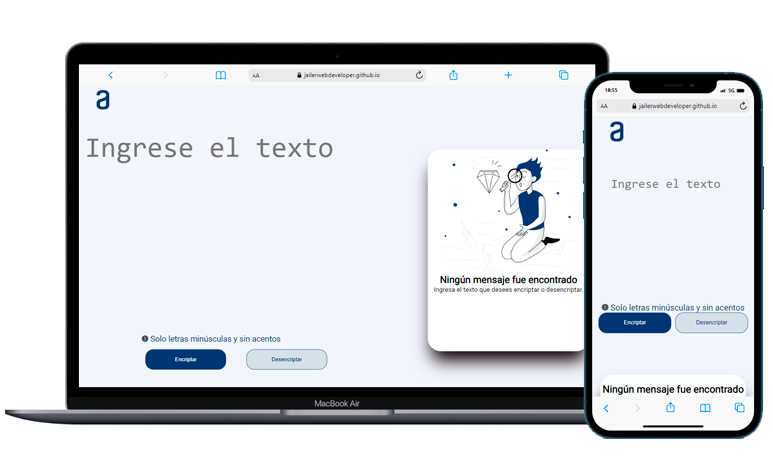 AA jailerwebdeveloper.github.io
a
Ingrese el texto
Ningún mensaje fue encontrado
Ingresa el texto que desees encriptar o desencriptar.
Solo letras minúsculas y sin acentos
Encriptar Desencriptar
MacBook Air
18:55 5G
AA jailerwebdeveloper.github.io
a
Ingrese el texto
Solo letras minúsculas y sin acentos
Encriptar Desencriptar
Ningún mensaje fue encontrado